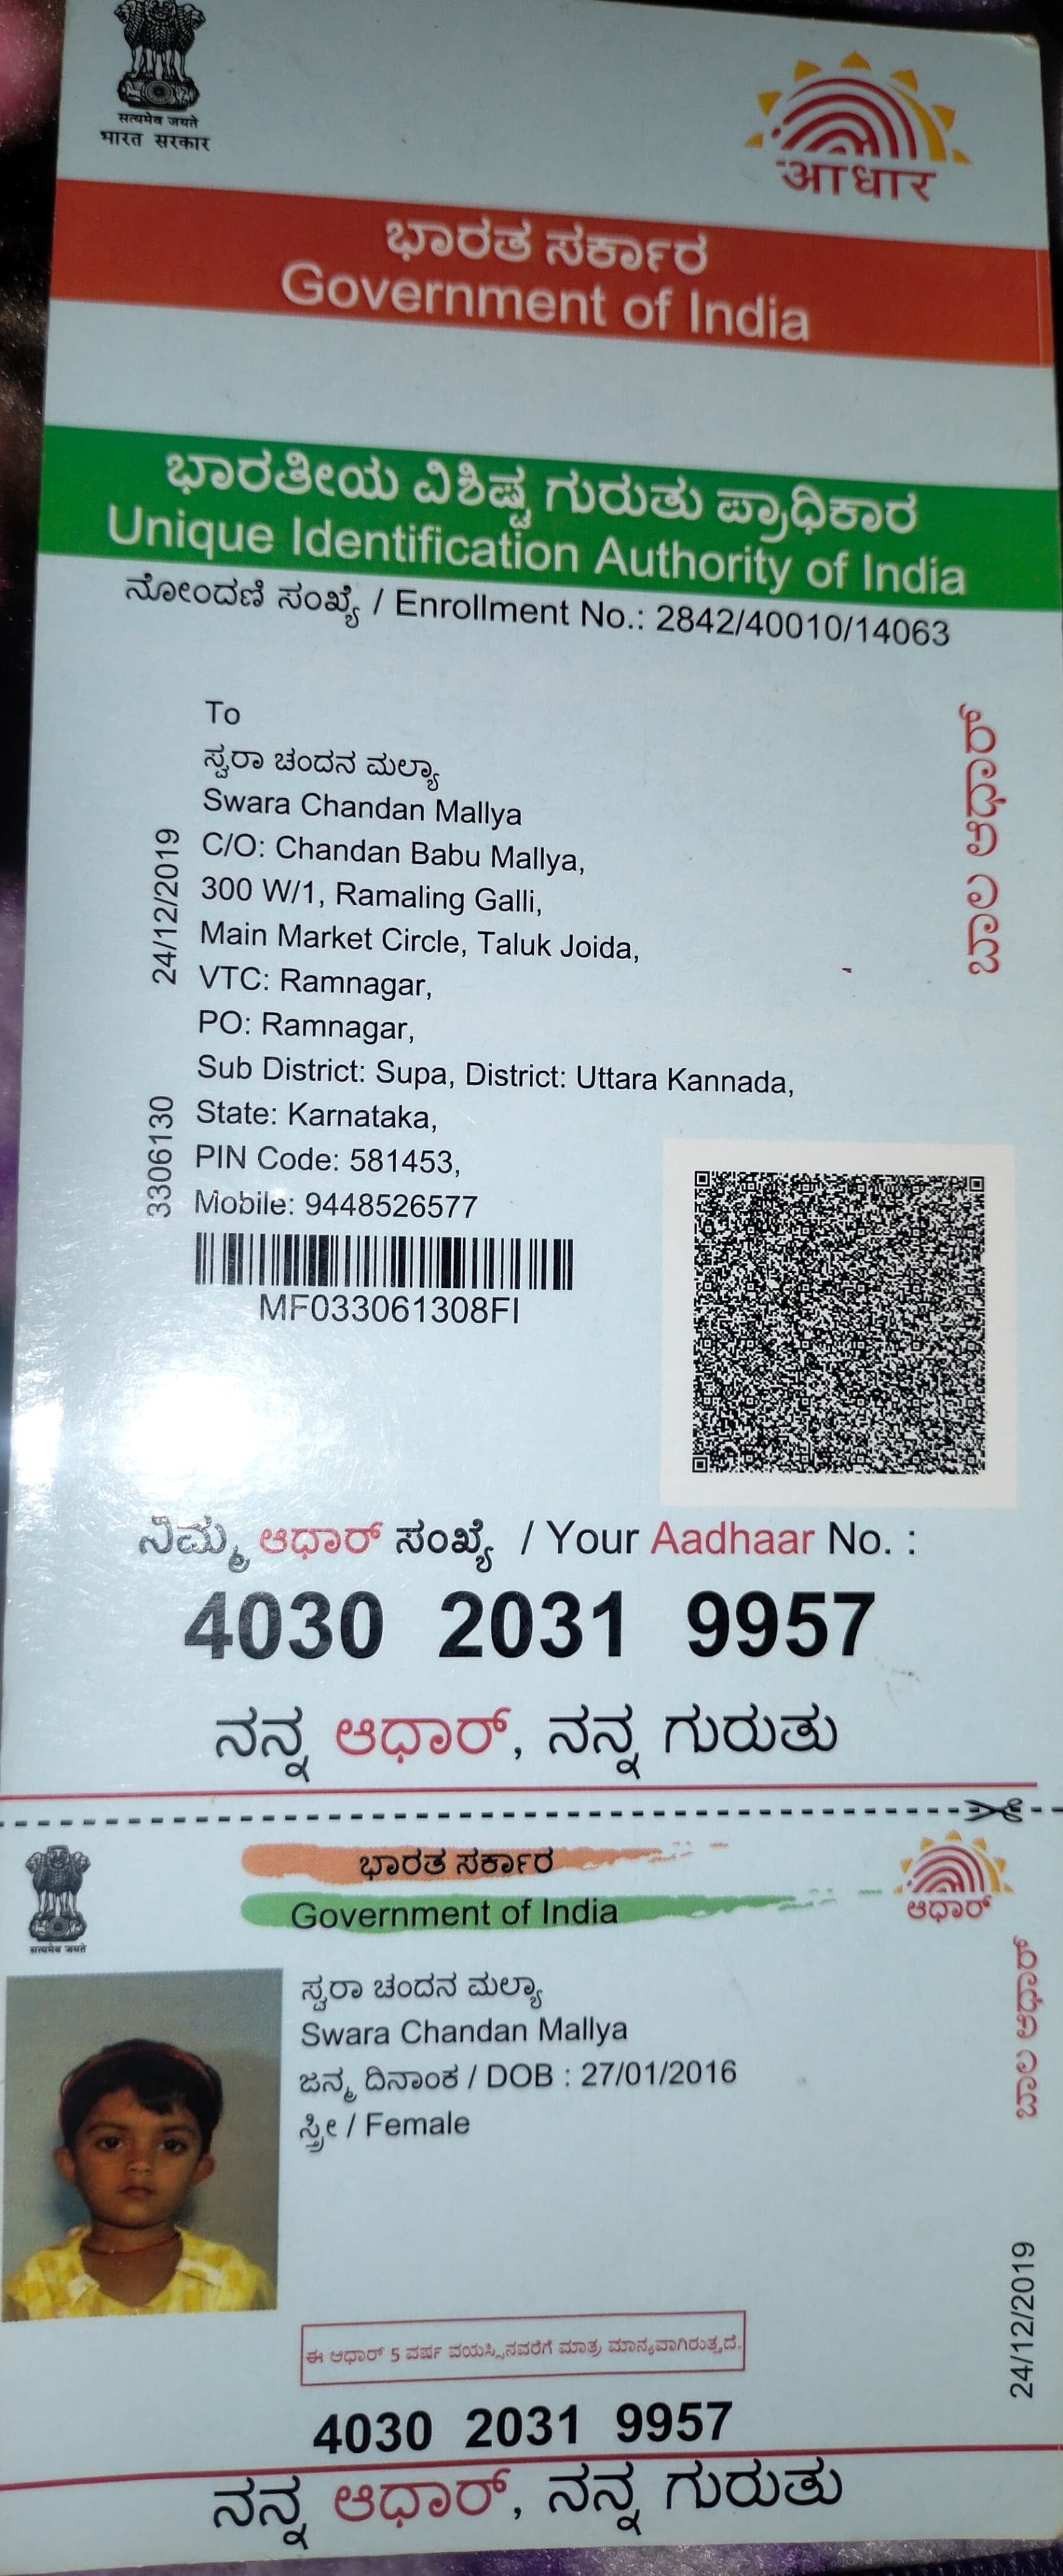 सत्यमेव जयते
भारत सरकार
आधार
ಭಾರತ ಸರ್ಕಾರ
Government of India
ಭಾರತೀಯ ವಿಶಿಷ್ಟ ಗುರುತು ಪ್ರಾಧಿಕಾರ
Unique Identification Authority of India
ನೋಂದಣಿ ಸಂಖ್ಯೆ / Enrollment No.: 2842/40010/14063
To
ಸ್ವರಾ ಚಂದನ ಮಲ್ಯಾ
Swara Chandan Mallya
C/O: Chandan Babu Mallya,
300 W/1, Ramaling Galli,
Main Market Circle, Taluk Joida,
VTC: Ramnagar,
PO: Ramnagar,
Sub District: Supa, District: Uttara Kannada,
State: Karnataka,
PIN Code: 581453,
Mobile: 9448526577
24/12/2019
3306130
ಬಾಲ ಆಧಾರ್
MF033061308FI
ನಿಮ್ಮ ಆಧಾರ್ ಸಂಖ್ಯೆ / Your Aadhaar No. :
4030 2031 9957
ನನ್ನ ಆಧಾರ್, ನನ್ನ ಗುರುತು
सत्यमेव जयते
ಭಾರತ ಸರ್ಕಾರ
Government of India
ಆಧಾರ್
ಸ್ವರಾ ಚಂದನ ಮಲ್ಯಾ
Swara Chandan Mallya
ಜನ್ಮ ದಿನಾಂಕ / DOB : 27/01/2016
ಸ್ತ್ರೀ / Female
ಬಾಲ ಆಧಾರ್
24/12/2019
ಈ ಆಧಾರ್ 5 ವರ್ಷ ವಯಸ್ಸಿನವರೆಗೆ ಮಾತ್ರ ಮಾನ್ಯವಾಗಿರುತ್ತದೆ.
4030 2031 9957
ನನ್ನ ಆಧಾರ್, ನನ್ನ ಗುರುತು